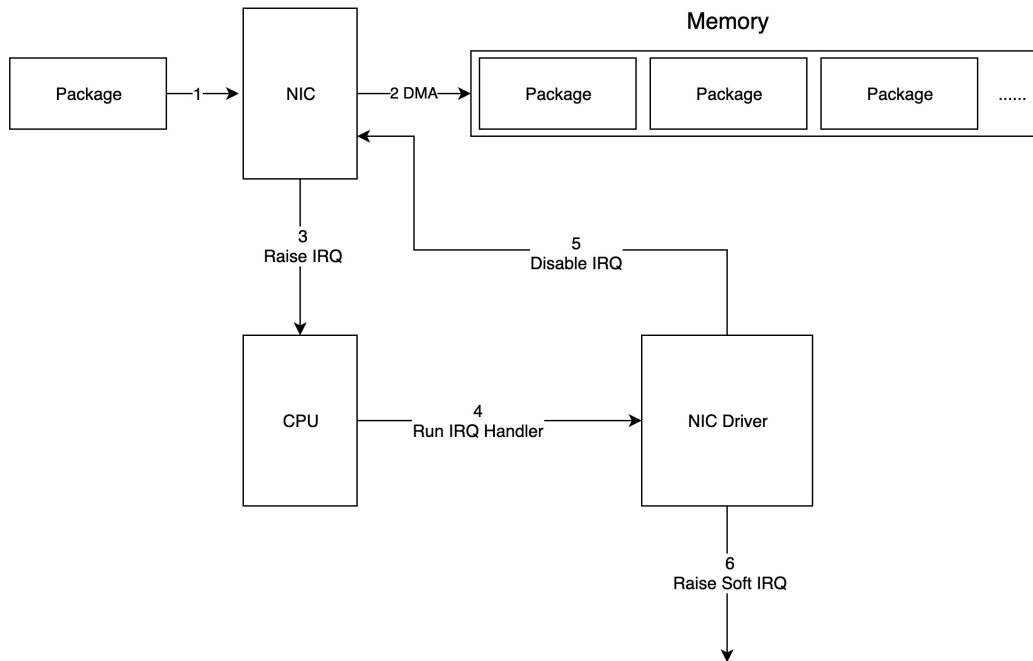 Memory
Package
1
NIC
2 DMA
Package
Package
Package
......
3
Raise IRQ
5
Disable IRQ
CPU
4
Run IRQ Handler
NIC Driver
6
Raise Soft IRQ